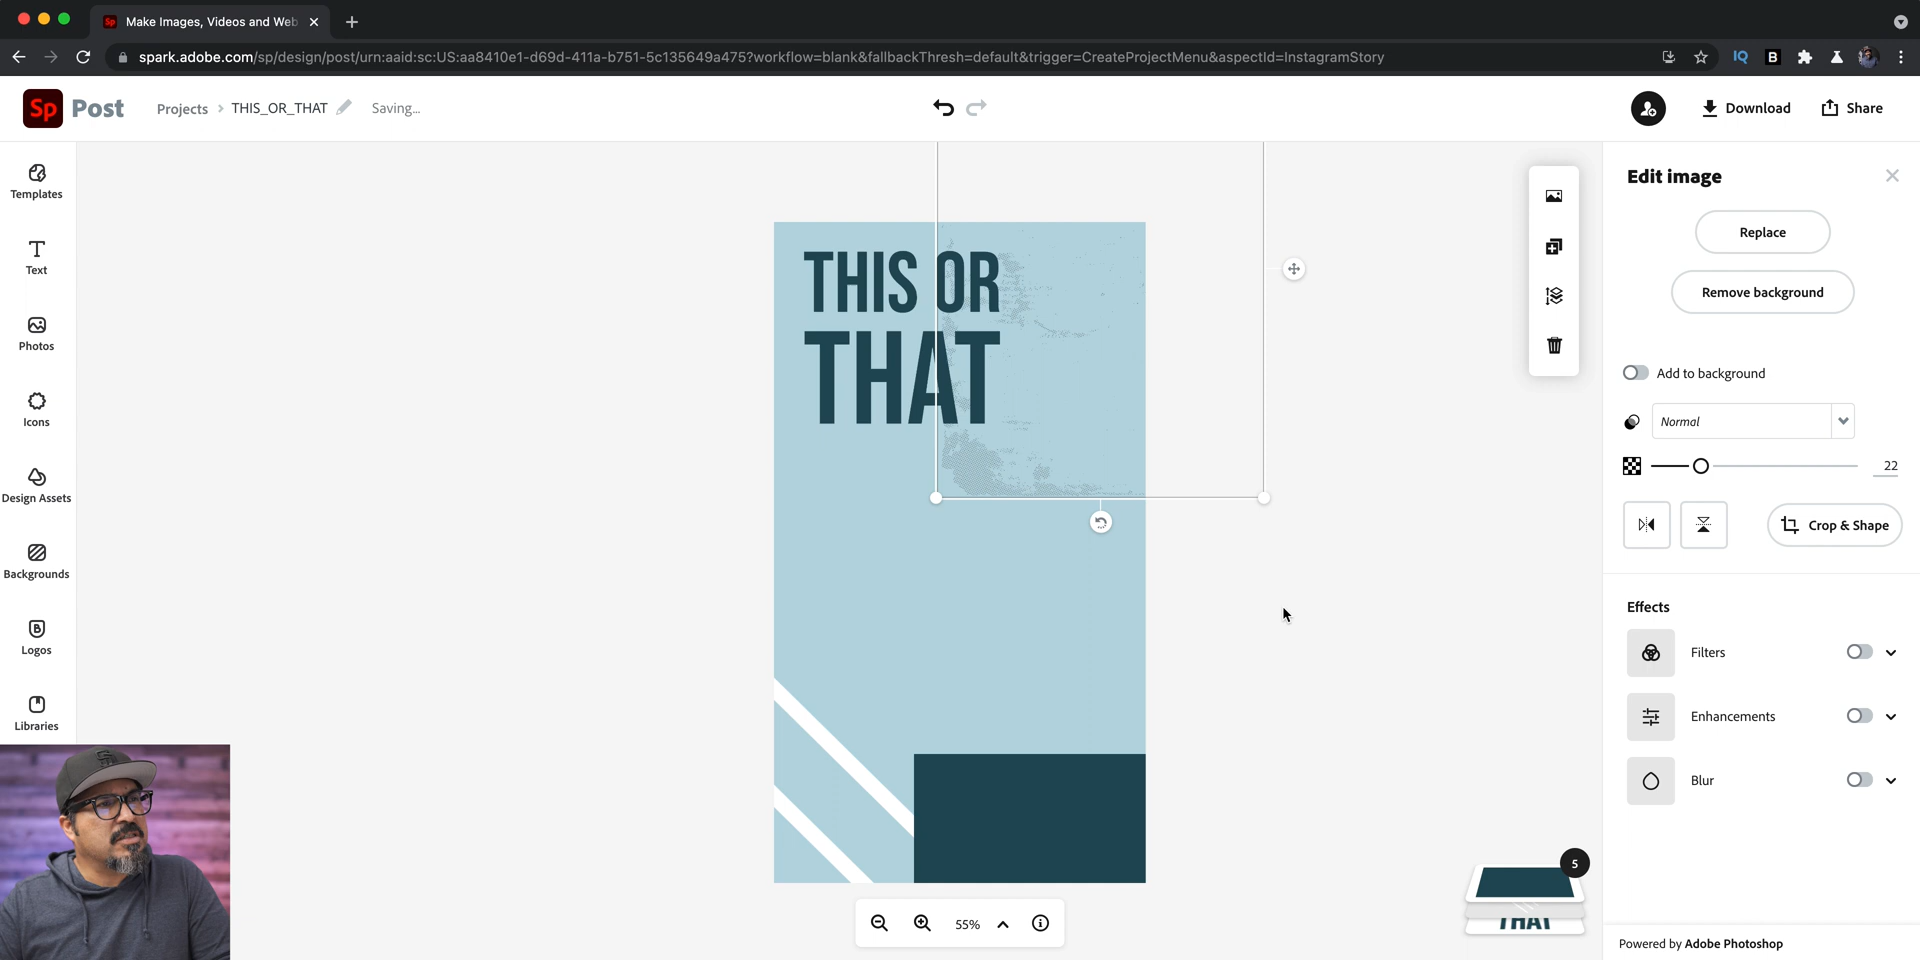 Sp Make Images, Videos and Web
spark.adobe.com/sp/design/post/urn:aaid:sc:US:aa8410e1-d69d-411a-b751-5c135649a475?workflow=blank&fallbackThresh=default&trigger=CreateProjectMenu&aspectId=InstagramStory
IQ B
Sp Post Projects > THIS_OR_THAT Saving... Download Share
Templates
Text
Photos
Icons
Design Assets
Backgrounds
Logos
Libraries
THIS OR
THAT
55%
5
THAT
Edit image
Replace
Remove background
Add to background
Normal
22
Crop & Shape
Effects
Filters
Enhancements
Blur
Powered by Adobe Photoshop